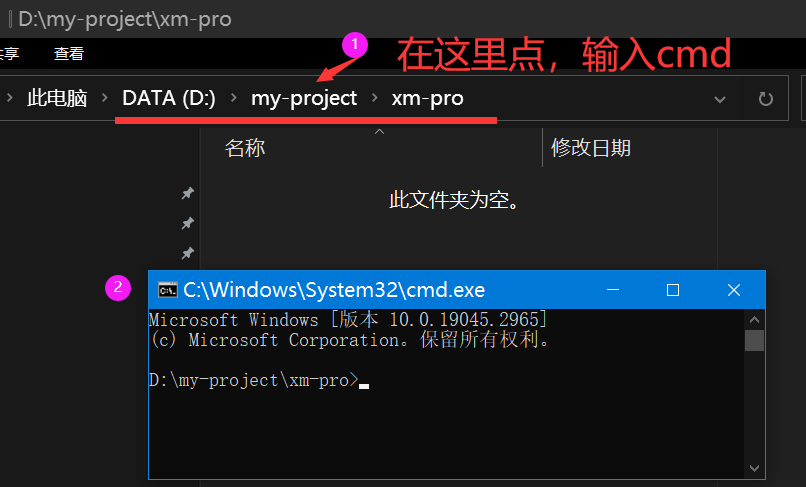 D:\my-project\xm-pro
共享 查看
1 在这里点，输入cmd
此电脑 DATA (D:) my-project xm-pro
名称 修改日期
此文件夹为空。
2 C:\Windows\System32\cmd.exe
Microsoft Windows [版本 10.0.19045.2965]
(c) Microsoft Corporation。保留所有权利。
D:\my-project\xm-pro>